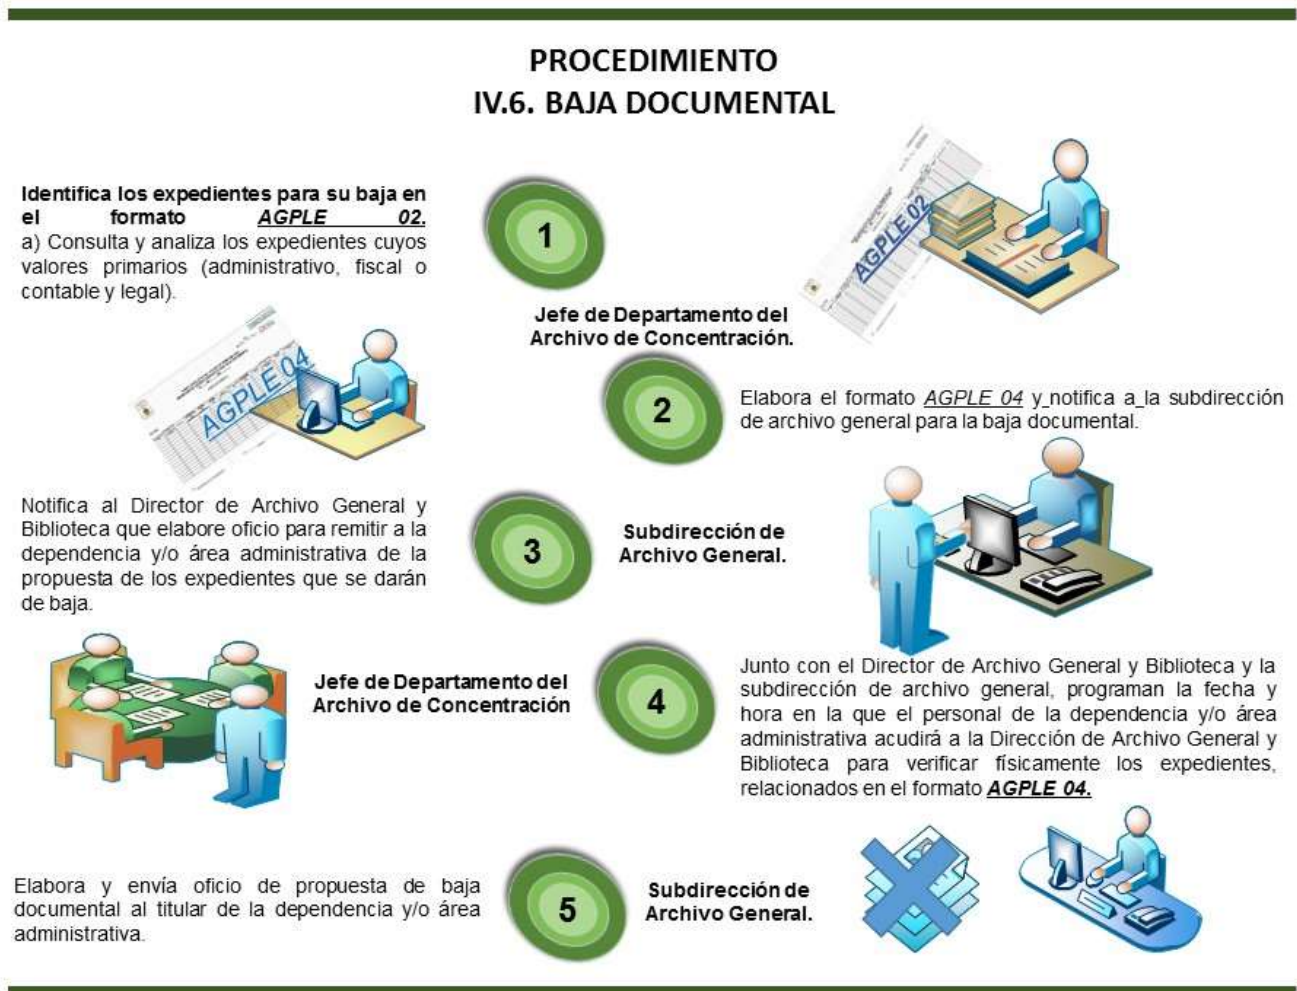 PROCEDIMIENTO
IV.6. BAJA DOCUMENTAL
Identifica los expedientes para su baja en
el formato AGPLE 02.
a) Consulta y analiza los expedientes cuyos
valores primarios (administrativo, fiscal o
contable y legal).
1
AGPLE 02
Jefe de Departamento del
Archivo de Concentración.
AGPLE 04
2
Elabora el formato AGPLE 04 y notifica a la subdirección
de archivo general para la baja documental.
Notifica al Director de Archivo General y
Biblioteca que elabore oficio para remitir a la
dependencia y/o área administrativa de la
propuesta de los expedientes que se darán
de baja.
3
Subdirección de
Archivo General.
Jefe de Departamento del
Archivo de Concentración
4
Junto con el Director de Archivo General y Biblioteca y la
subdirección de archivo general, programan la fecha y
hora en la que el personal de la dependencia y/o área
administrativa acudirá a la Dirección de Archivo General y
Biblioteca para verificar físicamente los expedientes,
relacionados en el formato AGPLE 04.
Elabora y envía oficio de propuesta de baja
documental al titular de la dependencia y/o área
administrativa.
5
Subdirección de
Archivo General.